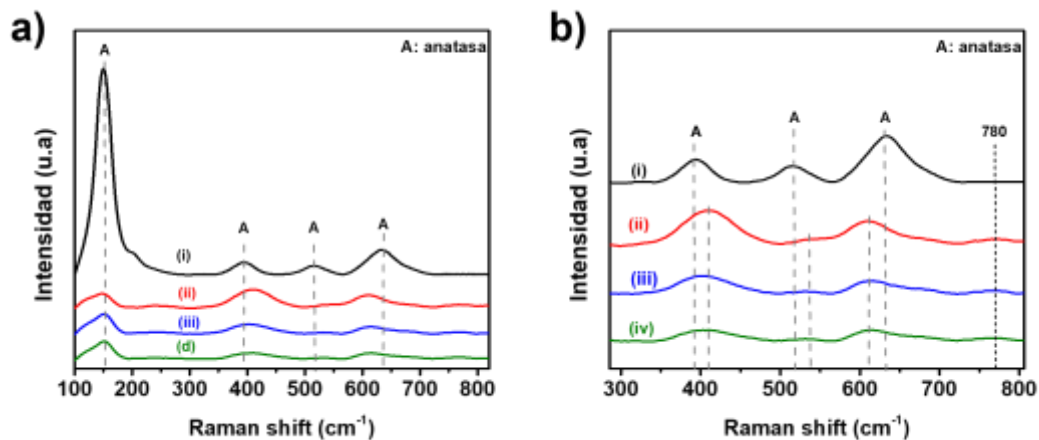 a)
A: anatasa
A
A
A
A
(i)
(ii)
(iii)
(d)
Intensidad (u.a)
100 200 300 400 500 600 700 800
Raman shift (cm⁻¹)
b)
A: anatasa
A
A
A
780
(i)
(ii)
(iii)
(iv)
Intensidad (u.a)
300 400 500 600 700 800
Raman shift (cm⁻¹)